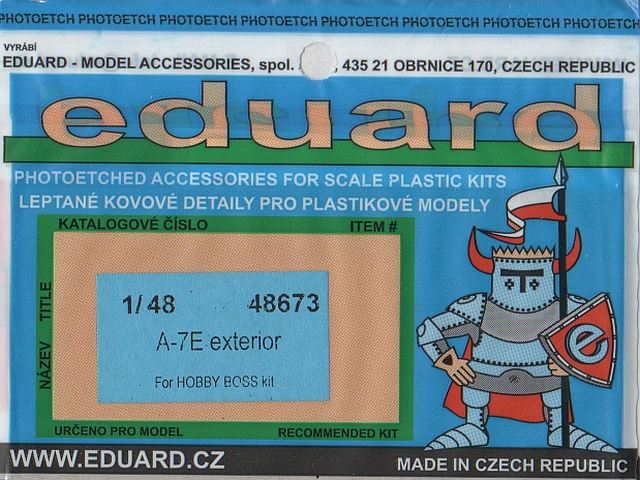 PHOTOETCH PHOTOETCH PHOTOETCH PHOTOETCH PHOTOETCH PHOTOETCH PHOTOETCH PHOTOETCH PHOTOETCH PHOTOETCH
VYRÁBÍ
EDUARD - MODEL ACCESSORIES, spol. 435 21 OBRNICE 170, CZECH REPUBLIC
eduard
PHOTOETCHED ACCESSORIES FOR SCALE PLASTIC KITS
LEPTANÉ KOVOVÉ DETAILY PRO PLASTIKOVÉ MODELY
KATALOGOVÉ ČÍSLO ITEM #
NÁZEV TITLE
1/48 48673
A-7E exterior
For HOBBY BOSS kit
e
URČENO PRO MODEL RECOMMENDED KIT
WWW.EDUARD.CZ MADE IN CZECH REPUBLIC